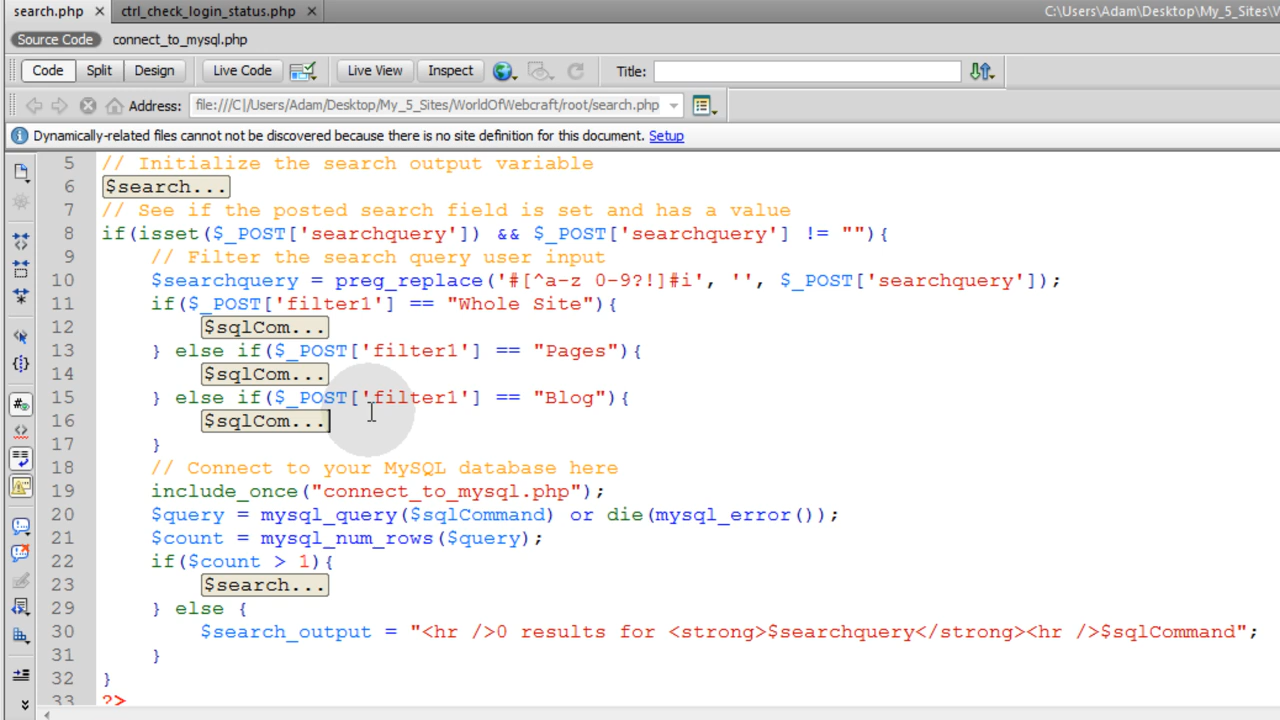 search.php × ctrl_check_login_status.php × C:\Users\Adam\Desktop\My_5_Sites\
Source Code connect_to_mysql.php
Code Split Design Live Code Live View Inspect Title:
Address: file:///C|/Users/Adam/Desktop/My_5_Sites/WorldOfWebcraft/root/search.php
Dynamically-related files cannot not be discovered because there is no site definition for this document. Setup
5 // Initialize the search output variable
6 $search...
7 // See if the posted search field is set and has a value
8 if(isset($_POST['searchquery']) && $_POST['searchquery'] != ""){
9 // Filter the search query user input
10 $searchquery = preg_replace('#[^a-z 0-9?!]#i', '', $_POST['searchquery']);
11 if($_POST['filter1'] == "Whole Site"){
12 $sqlCom...
13 } else if($_POST['filter1'] == "Pages"){
14 $sqlCom...
15 } else if($_POST['filter1'] == "Blog"){
16 $sqlCom...
17 }
18 // Connect to your MySQL database here
19 include_once("connect_to_mysql.php");
20 $query = mysql_query($sqlCommand) or die(mysql_error());
21 $count = mysql_num_rows($query);
22 if($count > 1){
23 $search...
29 } else {
30 $search_output = "<hr />0 results for <strong>$searchquery</strong><hr />$sqlCommand";
31 }
32 }
33 ?>